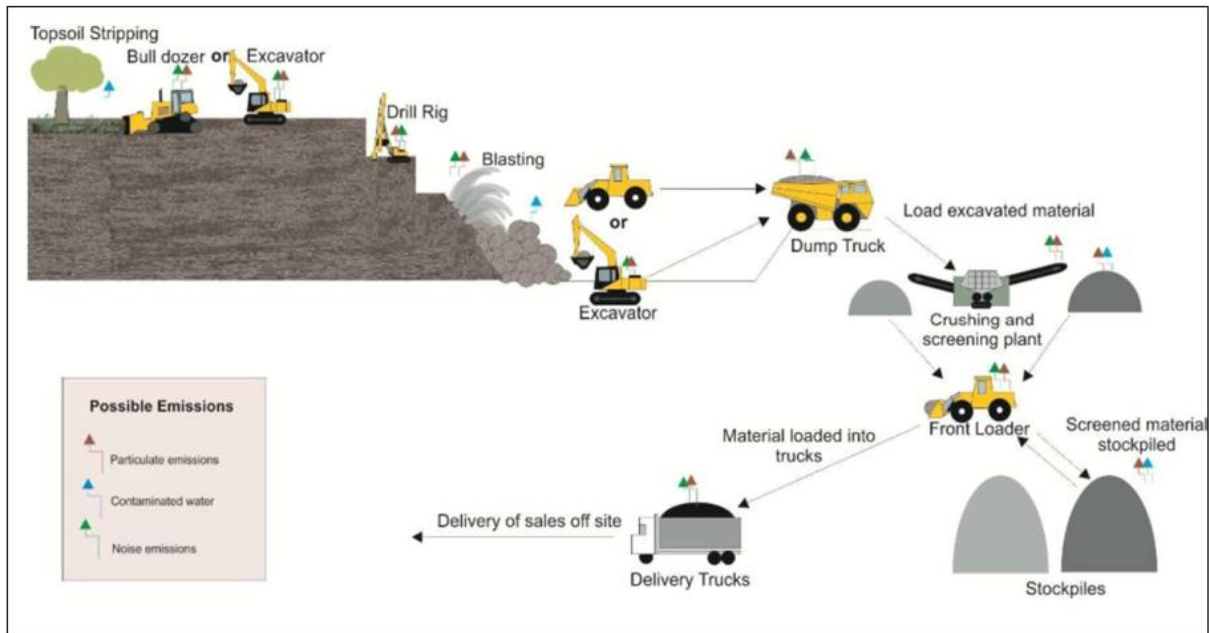 Topsoil Stripping
Bull dozer or Excavator
Drill Rig
Blasting
or
Dump Truck
Load excavated material
Excavator
Crushing and
screening plant
Possible Emissions
Particulate emissions
Contaminated water
Noise emissions
Front Loader
Screened material
stockpiled
Material loaded into
trucks
Delivery of sales off site
Delivery Trucks
Stockpiles